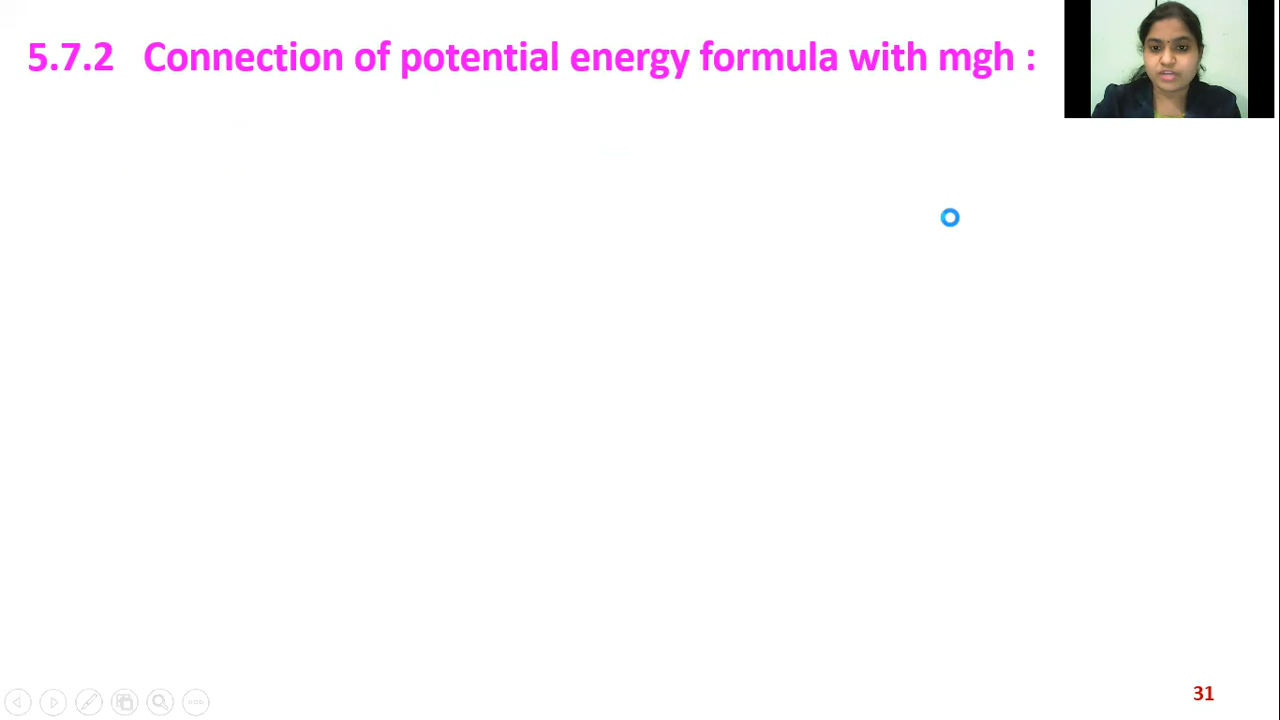 5.7.2 Connection of potential energy formula with mgh :
31